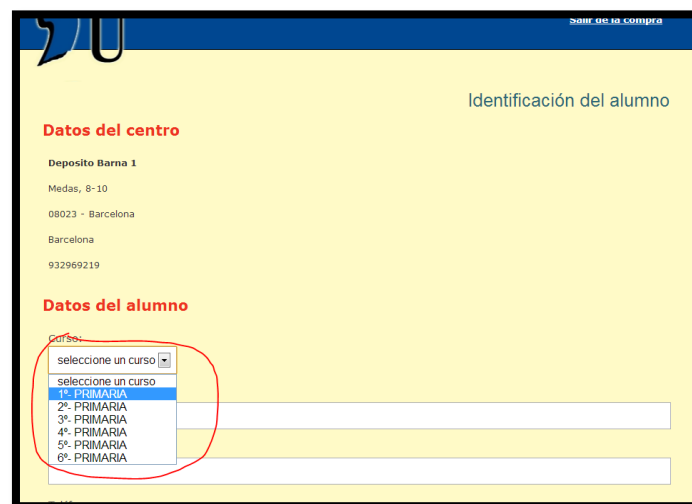 Salir de la compra
Identificación del alumno
Datos del centro
Deposito Barna 1
Medas, 8-10
08023 - Barcelona
Barcelona
932969219
Datos del alumno
Curso:
seleccione un curso
seleccione un curso
1º- PRIMARIA
2º- PRIMARIA
3º- PRIMARIA
4º- PRIMARIA
5º- PRIMARIA
6º- PRIMARIA